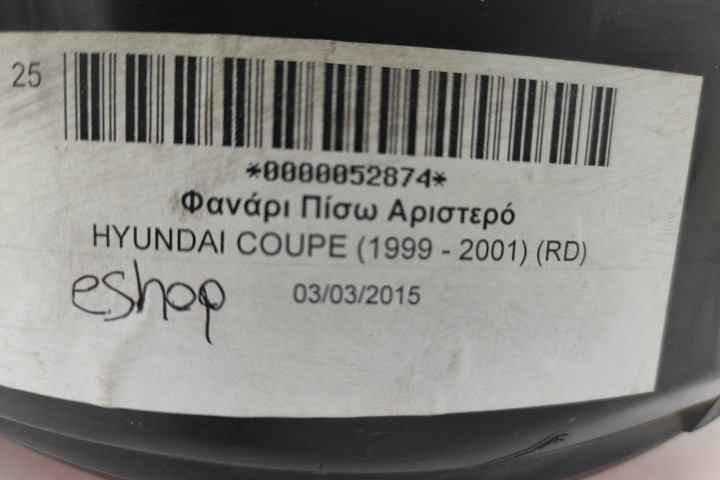 25
*0000052874*
Φανάρι Πίσω Αριστερό
HYUNDAI COUPE (1999 - 2001) (RD)
eshop 03/03/2015